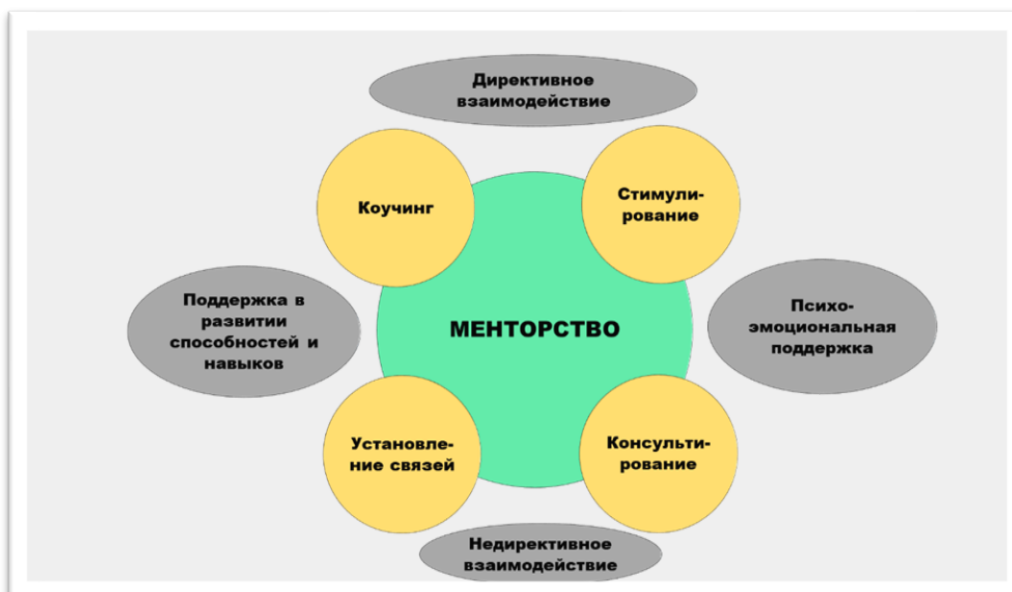 Директивное
взаимодействие
Коучинг
Стимули-
рование
Поддержка в
развитии
способностей и
навыков
МЕНТОРСТВО
Психо-
эмоциональная
поддержка
Установле-
ние связей
Консульти-
рование
Недирективное
взаимодействие